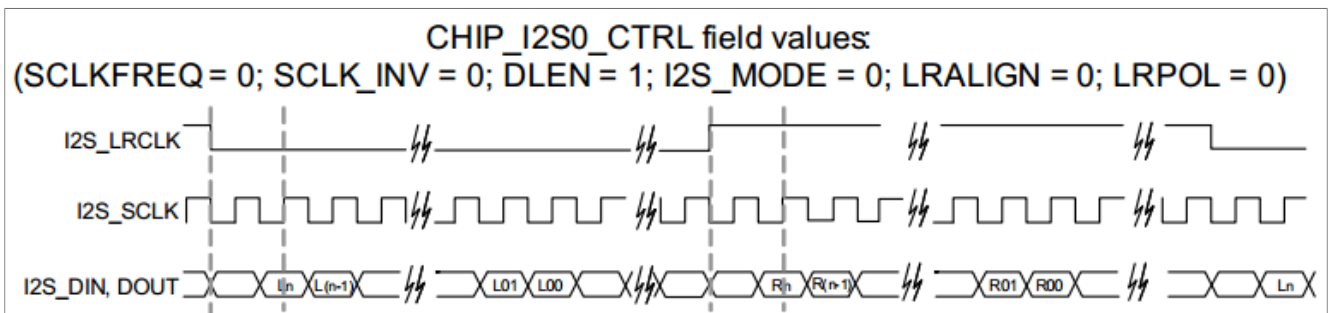 CHIP_I2S0_CTRL field values:
(SCLKFREQ = 0; SCLK_INV = 0; DLEN = 1; I2S_MODE = 0; LRALIGN = 0; LRPOL = 0)
I2S_LRCLK
I2S_SCLK
I2S_DIN, DOUT Ln L(n-1) L01 L00 Rn R(n-1) R01 R00 Ln